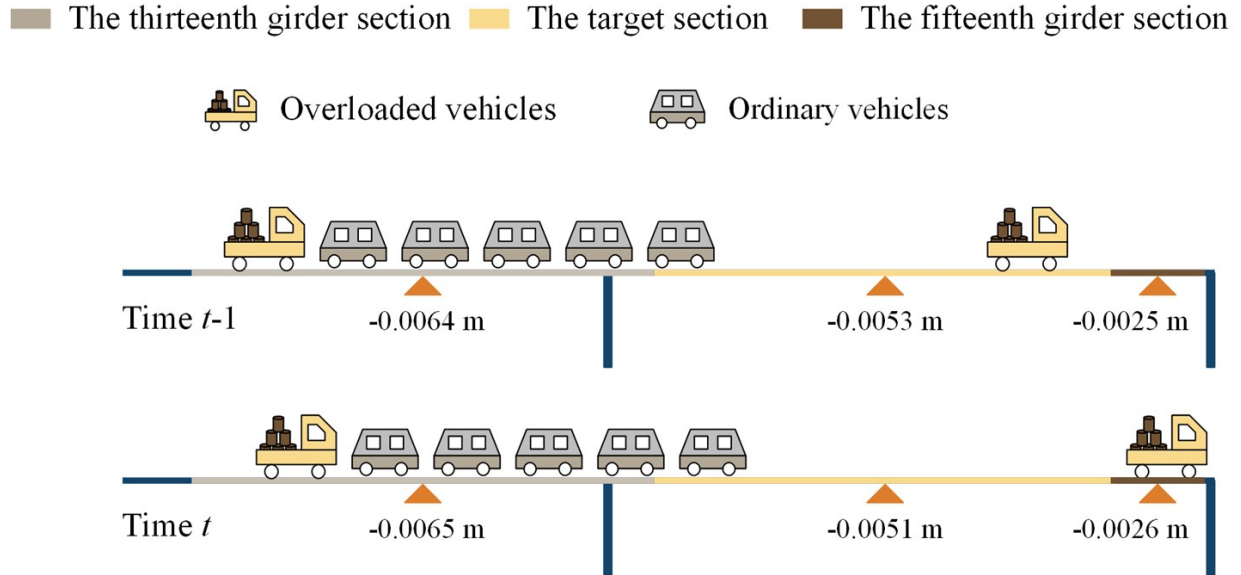 The thirteenth girder section The target section The fifteenth girder section
Overloaded vehicles Ordinary vehicles
-0.0064 m -0.0053 m -0.0025 m
Time t-1
-0.0065 m -0.0051 m -0.0026 m
Time t